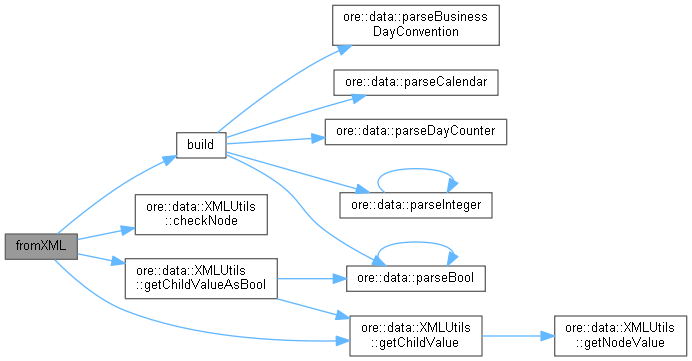 ore::data::parseBusiness
DayConvention
ore::data::parseCalendar
ore::data::parseDayCounter
build
ore::data::parseInteger
ore::data::XMLUtils
::checkNode
fromXML
ore::data::XMLUtils
::getChildValueAsBool
ore::data::parseBool
ore::data::XMLUtils
::getChildValue
ore::data::XMLUtils
::getNodeValue